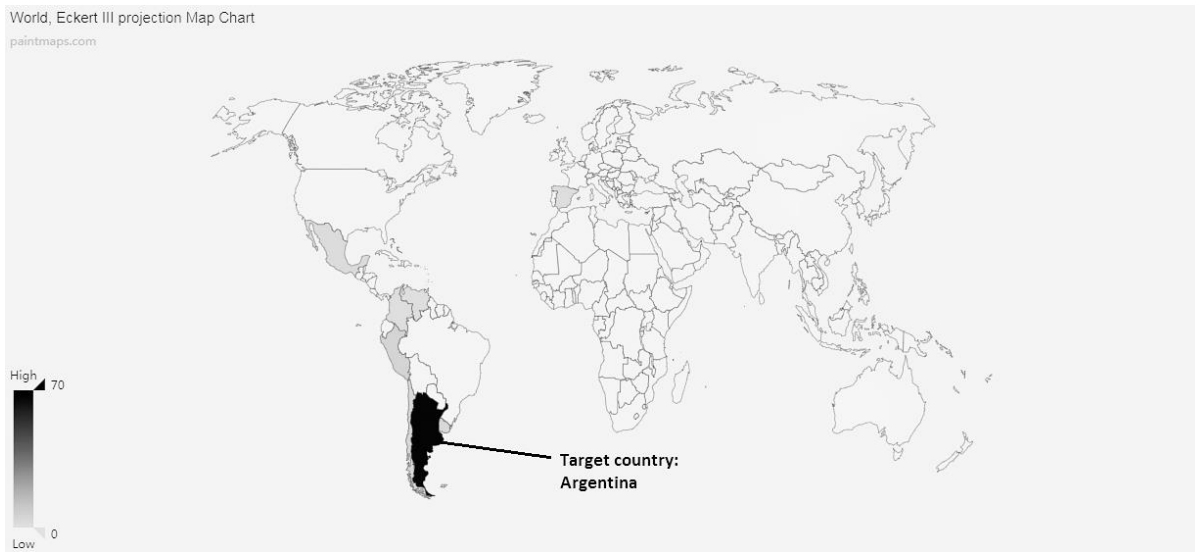 World, Eckert III projection Map Chart
paintmaps.com
High
70
Target country:
Argentina
0
Low